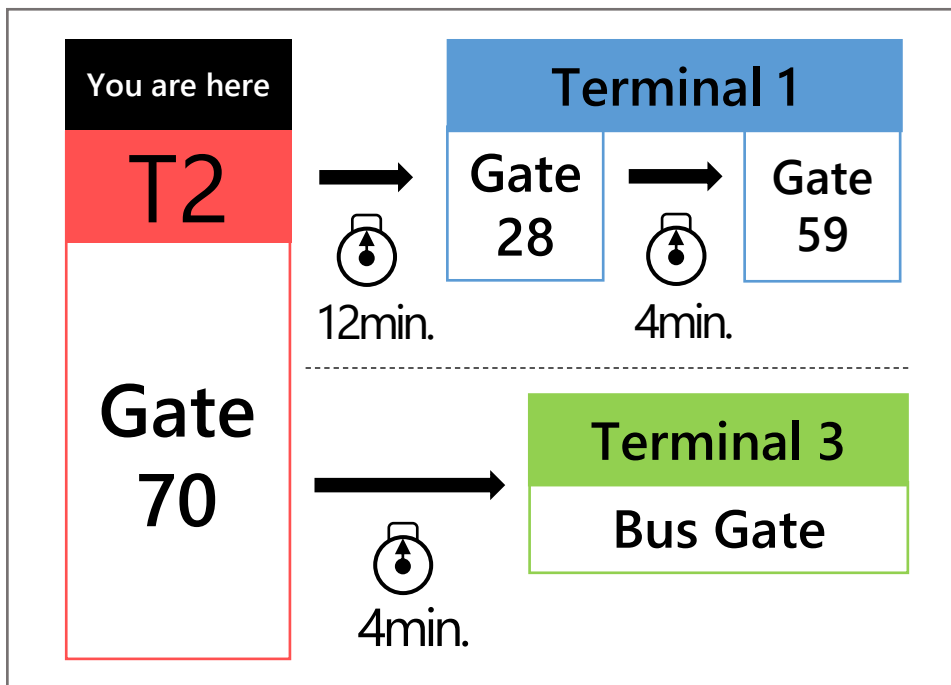 You are here
T2
Gate
70
12min.
Terminal 1
Gate
28
4min.
Gate
59
4min.
Terminal 3
Bus Gate